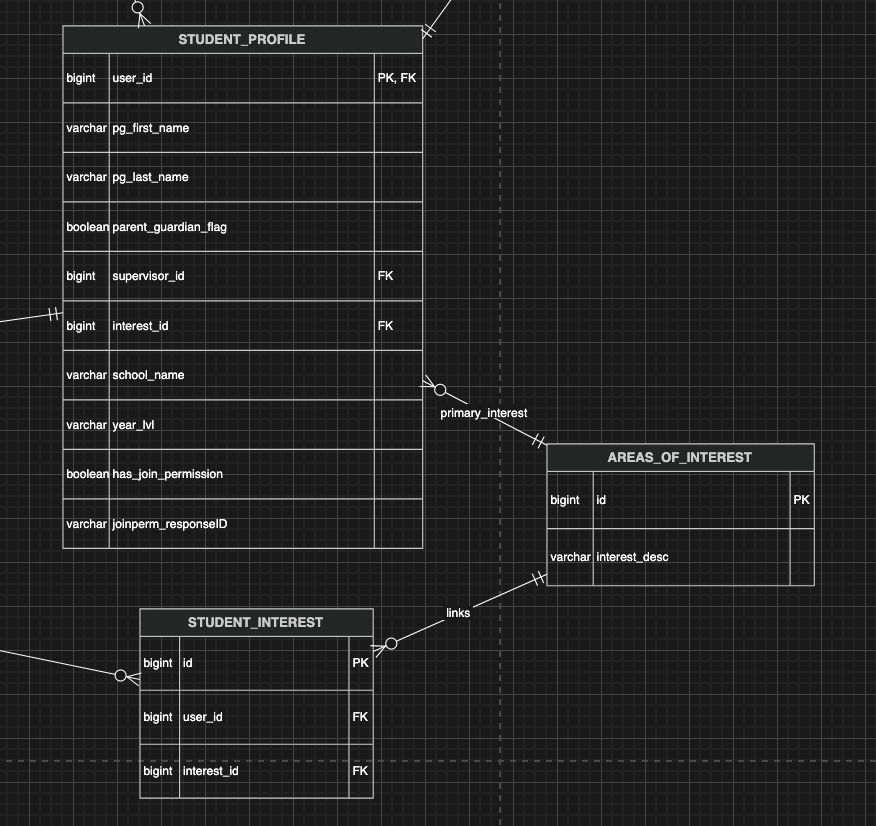 STUDENT_PROFILE
bigint user_id PK, FK
varchar pg_first_name
varchar pg_last_name
boolean parent_guardian_flag
bigint supervisor_id FK
bigint interest_id FK
varchar school_name
varchar year_lvl
boolean has_join_permission
varchar joinperm_responseID
primary_interest
AREAS_OF_INTEREST
bigint id PK
varchar interest_desc
links
STUDENT_INTEREST
bigint id PK
bigint user_id FK
bigint interest_id FK